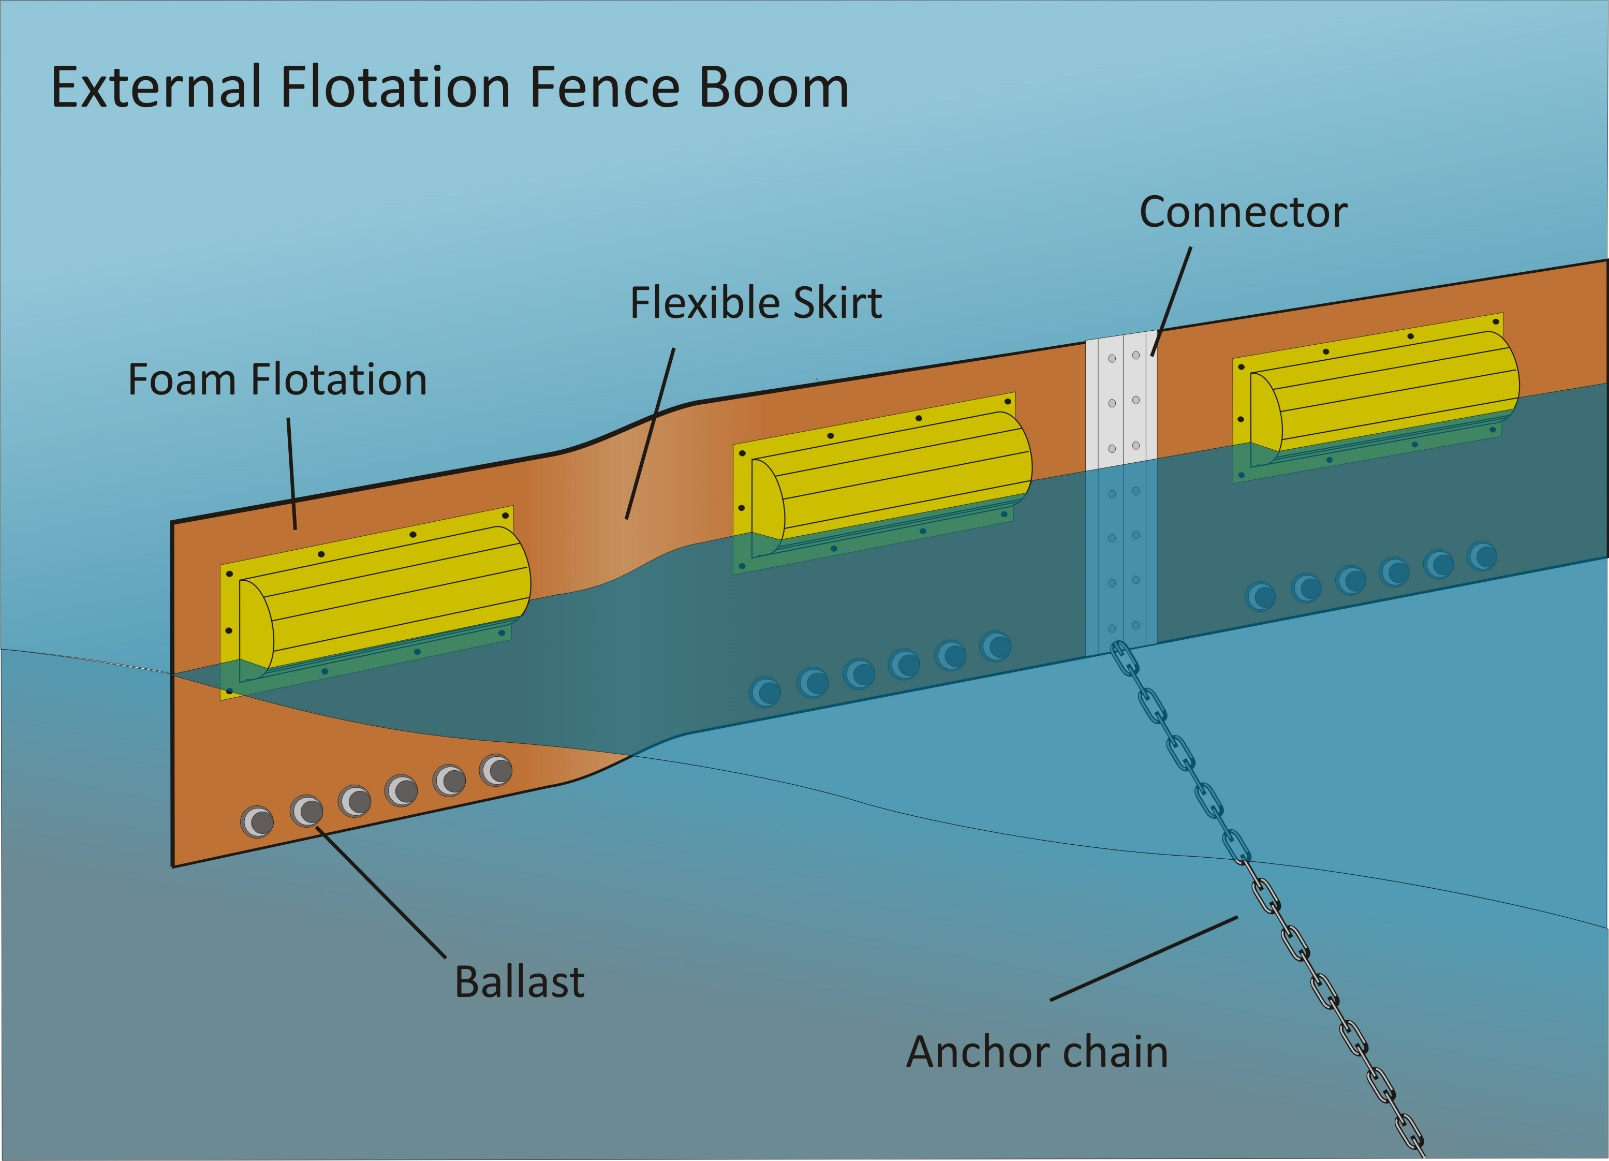 External Flotation Fence Boom
Connector
Flexible Skirt
Foam Flotation
Ballast
Anchor chain